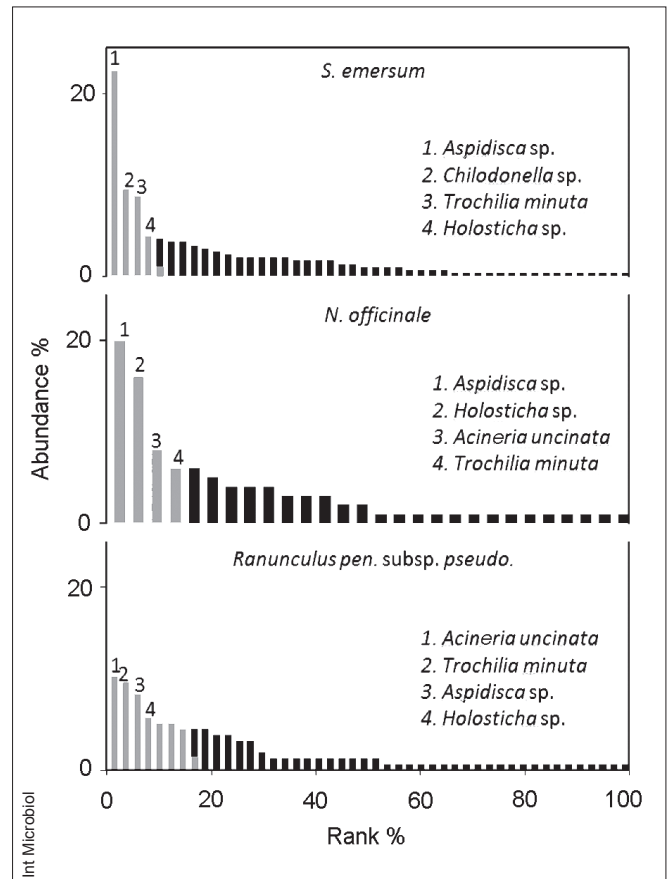 S. emersum
1
2
3
4
20
0
1. Aspidisca sp.
2. Chilodonella sp.
3. Trochilia minuta
4. Holosticha sp.
N. officinale
1
2
3
4
20
0
1. Aspidisca sp.
2. Holosticha sp.
3. Acineria uncinata
4. Trochilia minuta
Abundance %
Ranunculus pen. subsp. pseudo.
1
2
3
4
20
0
1. Acineria uncinata
2. Trochilia minuta
3. Aspidisca sp.
4. Holosticha sp.
0 20 40 60 80 100
Rank %
Int Microbiol